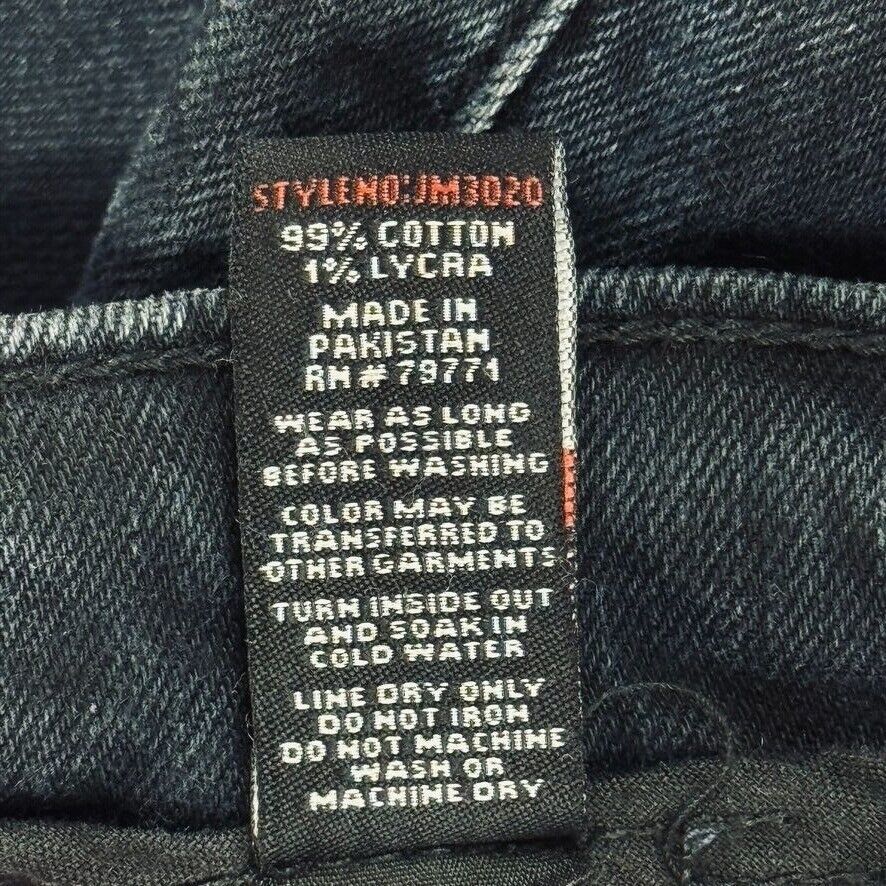 STYLENO:JM3020
99% COTTON
1% LYCRA
MADE IN
PAKISTAN
RN# 79774
WEAR AS LONG
AS POSSIBLE
BEFORE WASHING
COLOR MAY BE
TRANSFERRED TO
OTHER GARMENTS
TURN INSIDE OUT
AND SOAK IN
COLD WATER
LINE DRY ONLY
DO NOT IRON
DO NOT MACHINE
WASH OR
MACHINE DRY